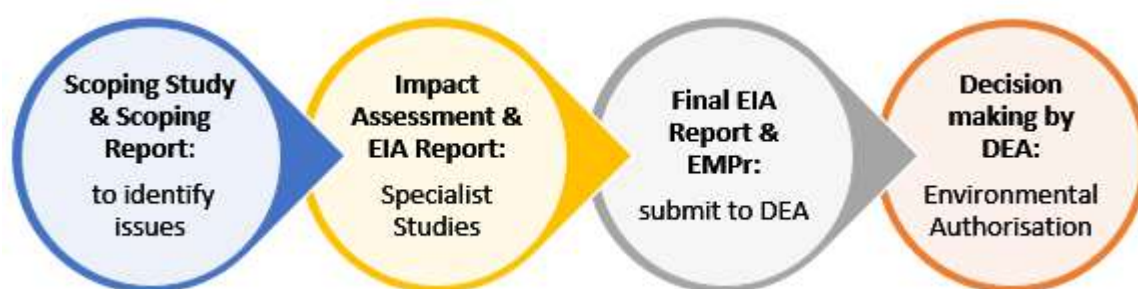 Scoping Study
& Scoping
Report:
to identify
issues
Impact
Assessment &
EIA Report:
Specialist
Studies
Final EIA
Report &
EMPr:
submit to DEA
Decision
making by
DEA:
Environmental
Authorisation